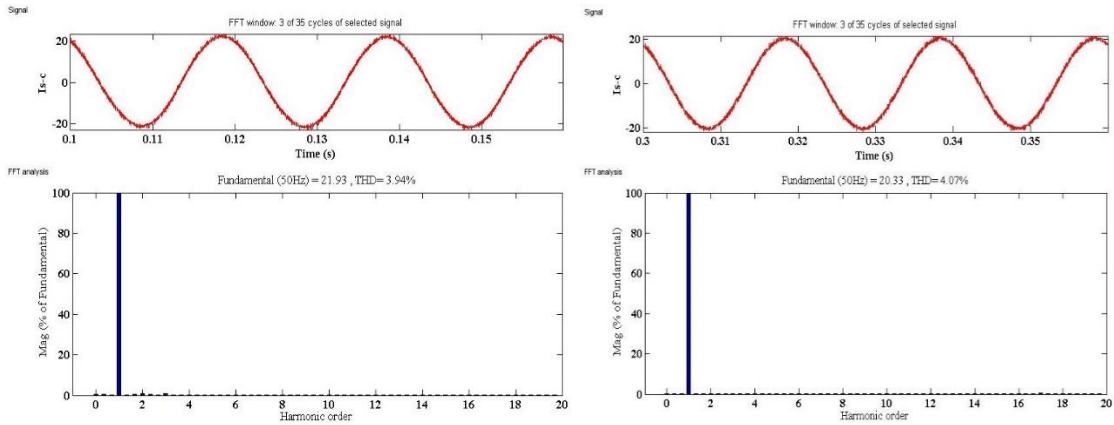 Signal
FFT window: 3 of 35 cycles of selected signal
20
0
-20
Is-c
0.1 0.11 0.12 0.13 0.14 0.15
Time (s)
FFT analysis
Fundamental (50Hz) = 21.93 , THD= 3.94%
100
80
60
40
20
0
Mag (% of Fundamental)
0 2 4 6 8 10 12 14 16 18 20
Harmonic order
Signal
FFT window: 3 of 35 cycles of selected signal
20
0
-20
Is-c
0.3 0.31 0.32 0.33 0.34 0.35
Time (s)
FFT analysis
Fundamental (50Hz) = 20.33 , THD= 4.07%
100
80
60
40
20
0
Mag (% of Fundamental)
0 2 4 6 8 10 12 14 16 18 20
Harmonic order